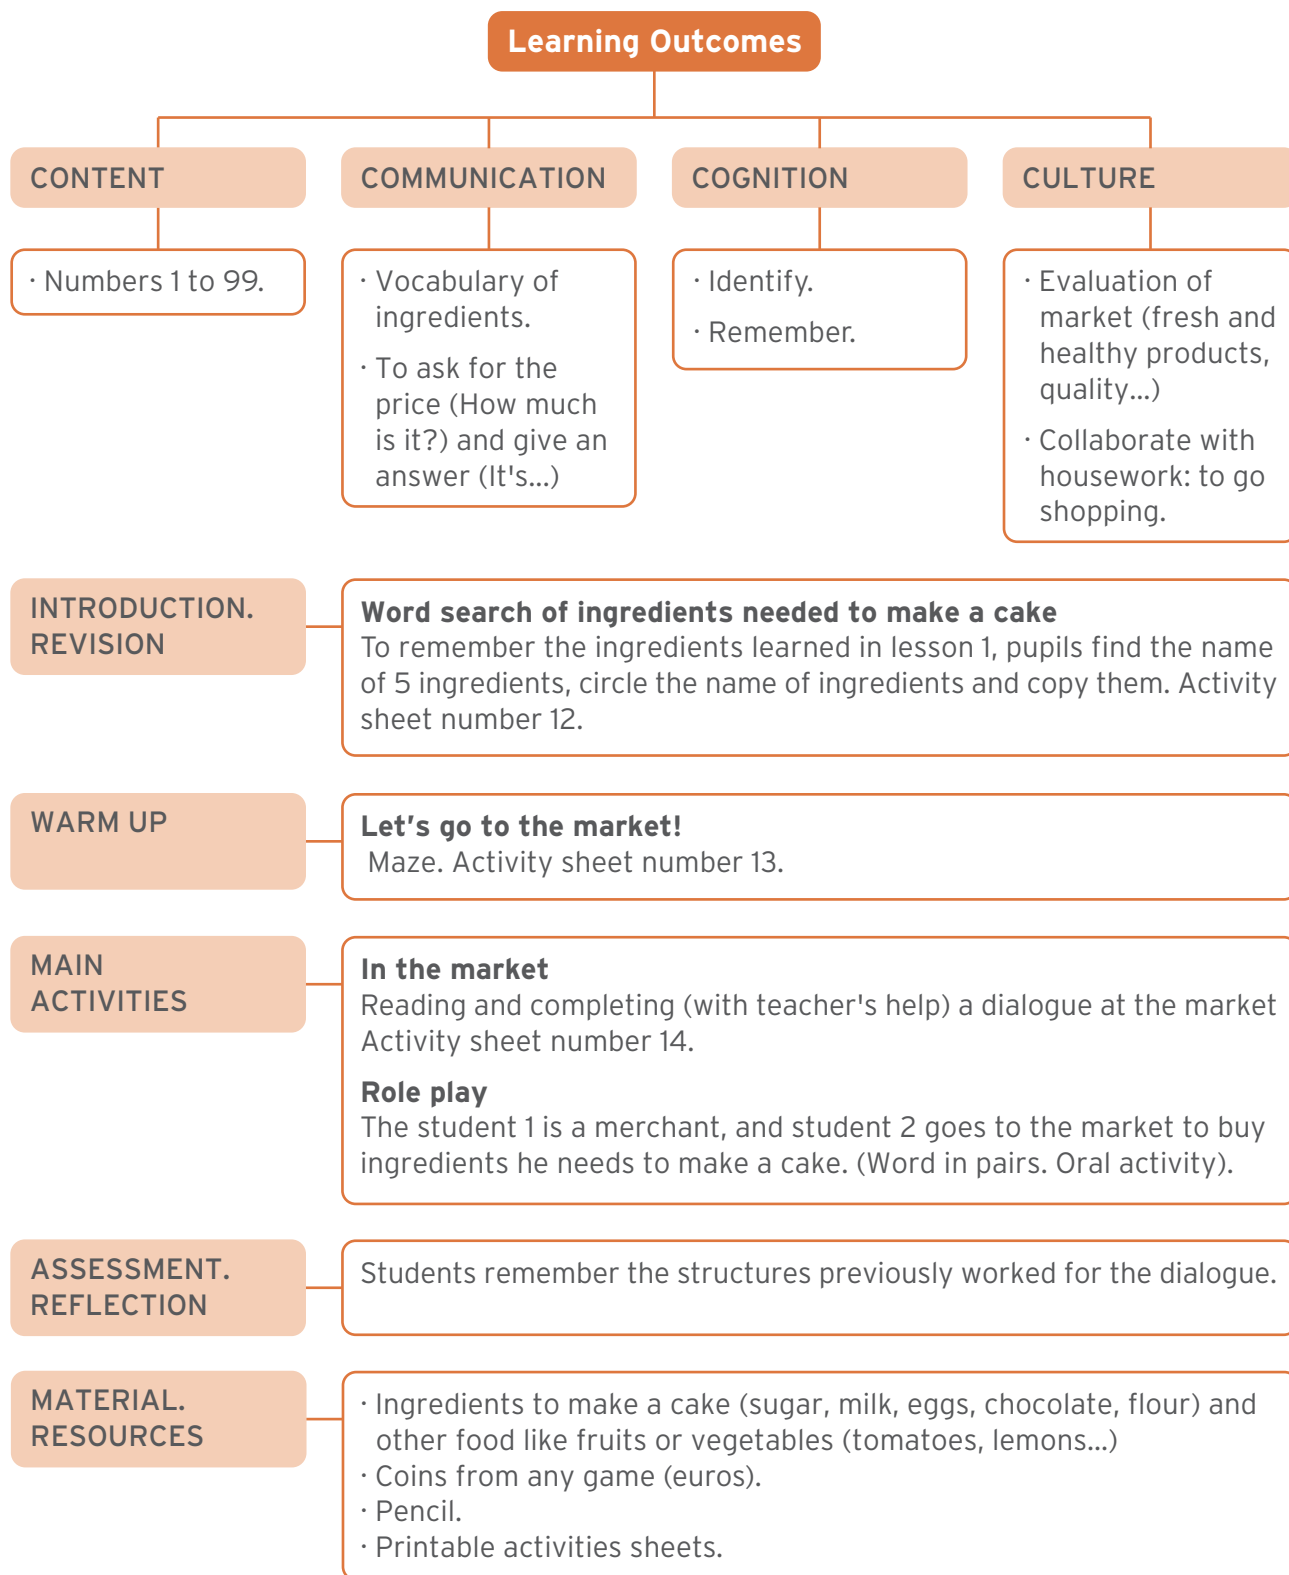 Learning Outcomes
CONTENT
· Numbers 1 to 99.
COMMUNICATION
· Vocabulary of
ingredients.
· To ask for the
price (How much
is it?) and give an
answer (It's...)
COGNITION
· Identify.
· Remember.
CULTURE
· Evaluation of
market (fresh and
healthy products,
quality...)
· Collaborate with
housework: to go
shopping.
INTRODUCTION.
REVISION
Word search of ingredients needed to make a cake
To remember the ingredients learned in lesson 1, pupils find the name
of 5 ingredients, circle the name of ingredients and copy them. Activity
sheet number 12.
WARM UP
Let’s go to the market!
Maze. Activity sheet number 13.
MAIN
ACTIVITIES
In the market
Reading and completing (with teacher's help) a dialogue at the market
Activity sheet number 14.
Role play
The student 1 is a merchant, and student 2 goes to the market to buy
ingredients he needs to make a cake. (Word in pairs. Oral activity).
ASSESSMENT.
REFLECTION
Students remember the structures previously worked for the dialogue.
MATERIAL.
RESOURCES
· Ingredients to make a cake (sugar, milk, eggs, chocolate, flour) and
other food like fruits or vegetables (tomatoes, lemons...)
· Coins from any game (euros).
· Pencil.
· Printable activities sheets.